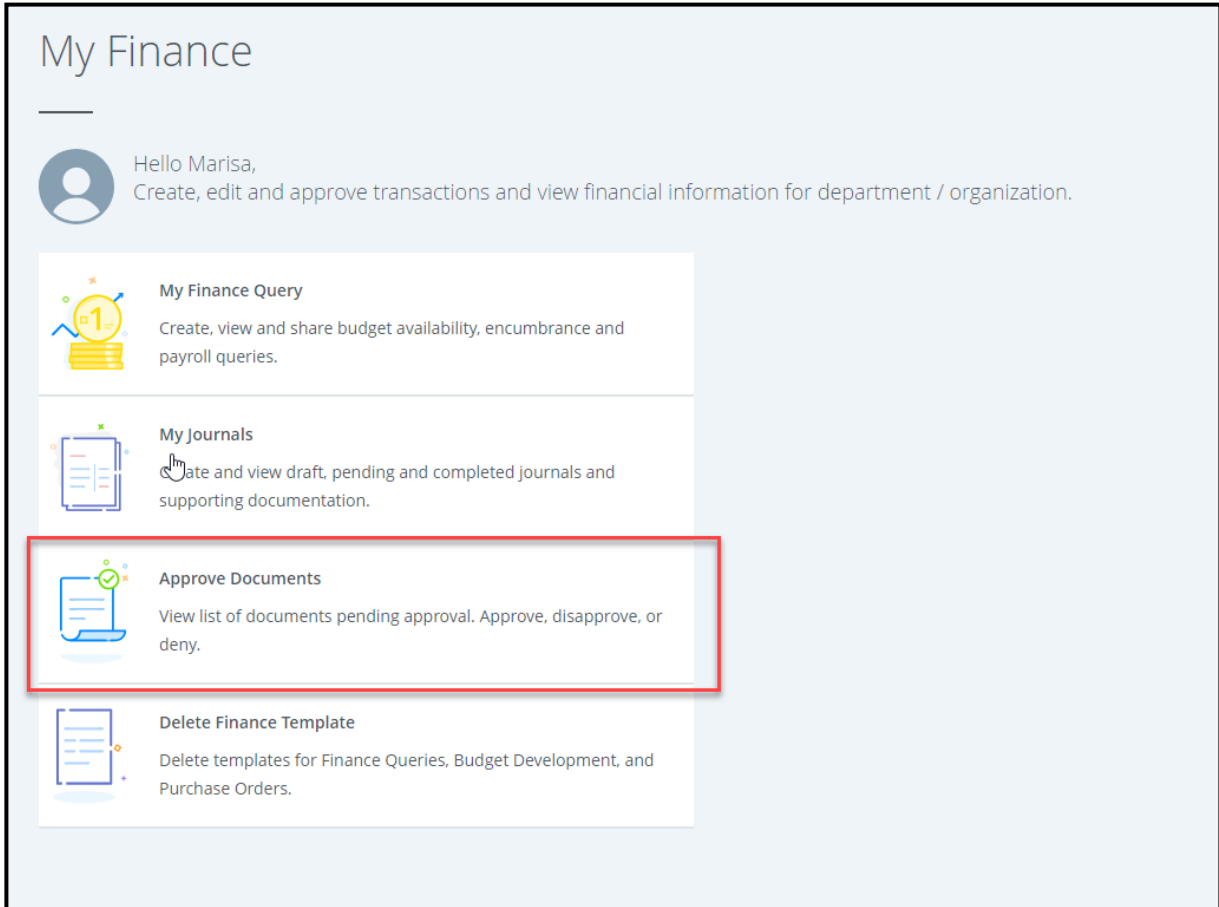 My Finance
Hello Marisa,
Create, edit and approve transactions and view financial information for department / organization.
1
My Finance Query
Create, view and share budget availability, encumbrance and
payroll queries.
My Journals
ate and view draft, pending and completed journals and
supporting documentation.
Approve Documents
View list of documents pending approval. Approve, disapprove, or
deny.
Delete Finance Template
Delete templates for Finance Queries, Budget Development, and
Purchase Orders.